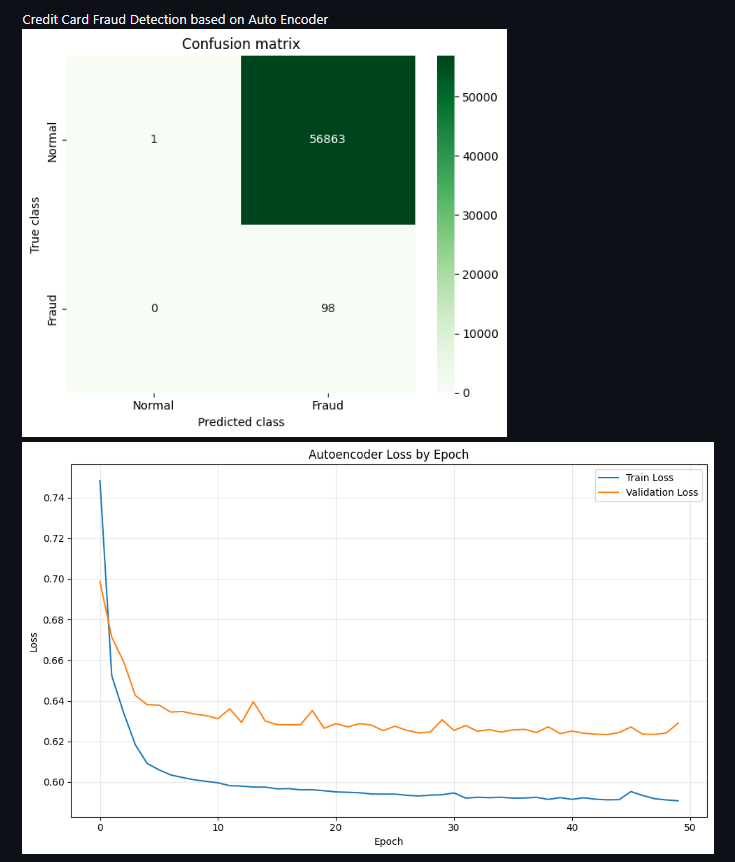 Credit Card Fraud Detection based on Auto Encoder
Confusion matrix
True class
Normal
Fraud
1
56863
0
98
50000
40000
30000
20000
10000
0
Normal
Fraud
Predicted class
Autoencoder Loss by Epoch
Train Loss
Validation Loss
Loss
0.74
0.72
0.70
0.68
0.66
0.64
0.62
0.60
0
10
20
30
40
50
Epoch